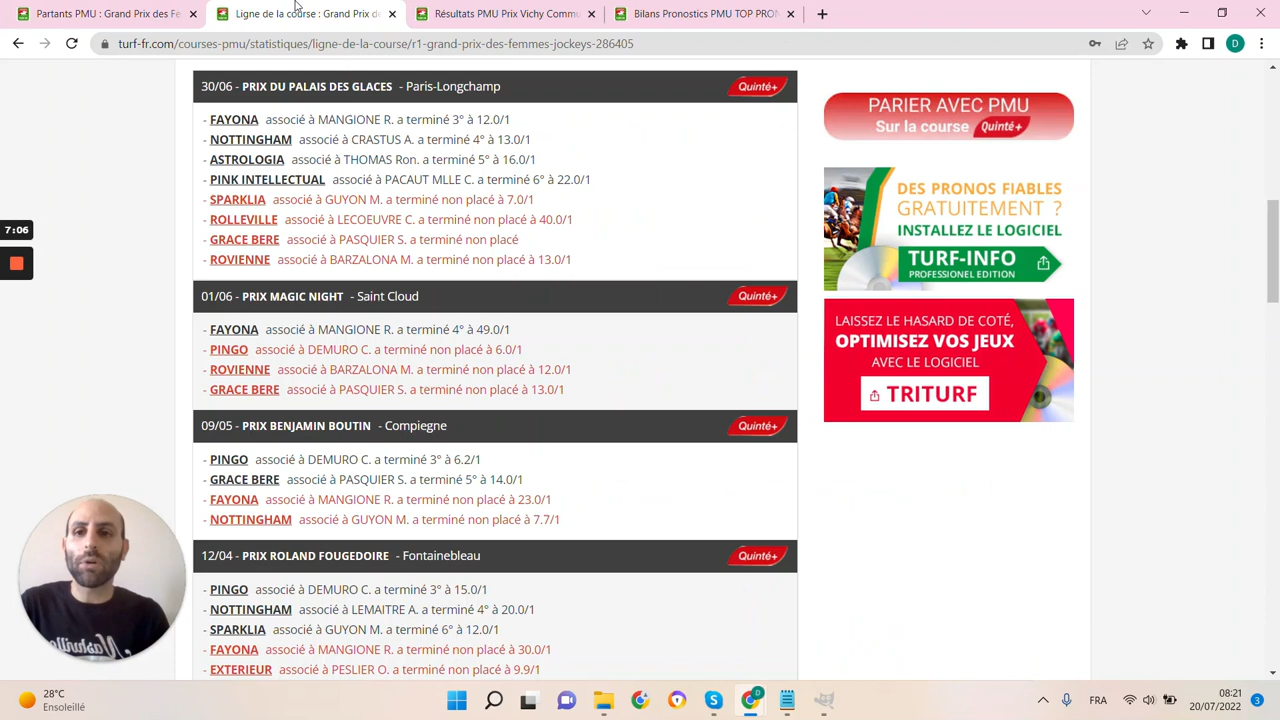 Partants PMU : Grand Prix des Fe
Ligne de la course : Grand Prix de
Résultats PMU Prix Vichy Commu
Bilans Pronostics PMU TOP PRON
turf-fr.com/courses-pmu/statistiques/ligne-de-la-course/r1-grand-prix-des-femmes-jockeys-286405
D
30/06 - PRIX DU PALAIS DES GLACES - Paris-Longchamp Quinté+
- FAYONA associé à MANGIONE R. a terminé 3° à 12.0/1
- NOTTINGHAM associé à CRASTUS A. a terminé 4° à 13.0/1
- ASTROLOGIA associé à THOMAS Ron. a terminé 5° à 16.0/1
- PINK INTELLECTUAL associé à PACAUT MLLE C. a terminé 6° à 22.0/1
- SPARKLIA associé à GUYON M. a terminé non placé à 7.0/1
- ROLLEVILLE associé à LECOEUVRE C. a terminé non placé à 40.0/1
- GRACE BERE associé à PASQUIER S. a terminé non placé
- ROVIENNE associé à BARZALONA M. a terminé non placé à 13.0/1
01/06 - PRIX MAGIC NIGHT - Saint Cloud Quinté+
- FAYONA associé à MANGIONE R. a terminé 4° à 49.0/1
- PINGO associé à DEMURO C. a terminé non placé à 6.0/1
- ROVIENNE associé à BARZALONA M. a terminé non placé à 12.0/1
- GRACE BERE associé à PASQUIER S. a terminé non placé à 13.0/1
09/05 - PRIX BENJAMIN BOUTIN - Compiegne Quinté+
- PINGO associé à DEMURO C. a terminé 3° à 6.2/1
- GRACE BERE associé à PASQUIER S. a terminé 5° à 14.0/1
- FAYONA associé à MANGIONE R. a terminé non placé à 23.0/1
- NOTTINGHAM associé à GUYON M. a terminé non placé à 7.7/1
12/04 - PRIX ROLAND FOUGEDOIRE - Fontainebleau Quinté+
- PINGO associé à DEMURO C. a terminé 3° à 15.0/1
- NOTTINGHAM associé à LEMAITRE A. a terminé 4° à 20.0/1
- SPARKLIA associé à GUYON M. a terminé 6° à 12.0/1
- FAYONA associé à MANGIONE R. a terminé non placé à 30.0/1
- EXTERIEUR associé à PESLIER O. a terminé non placé à 9.9/1
PARIER AVEC PMU
Sur la course Quinté+
DES PRONOS FIABLES
GRATUITEMENT ?
INSTALLEZ LE LOGICIEL
TURF-INFO
PROFESSIONEL EDITION
LAISSEZ LE HASARD DE COTÉ,
OPTIMISEZ VOS JEUX
AVEC LE LOGICIEL
TRITURF
7:06
Nashville
28°C
Ensoleillé
D
FRA
08:21
20/07/2022
3